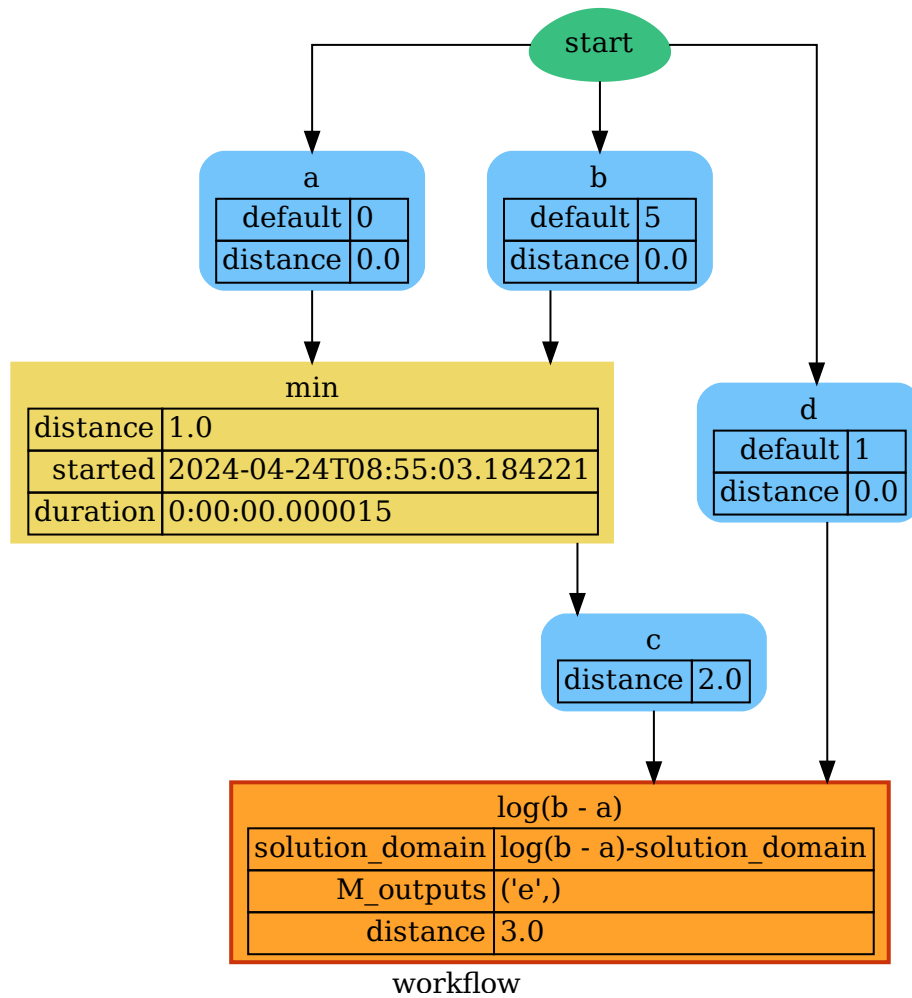 start
a
default 0
distance 0.0
b
default 5
distance 0.0
min
distance 1.0
started 2024-04-24T08:55:03.184221
duration 0:00:00.000015
d
default 1
distance 0.0
c
distance 2.0
log(b - a)
solution_domain log(b - a)-solution_domain
M_outputs ('e',)
distance 3.0
workflow